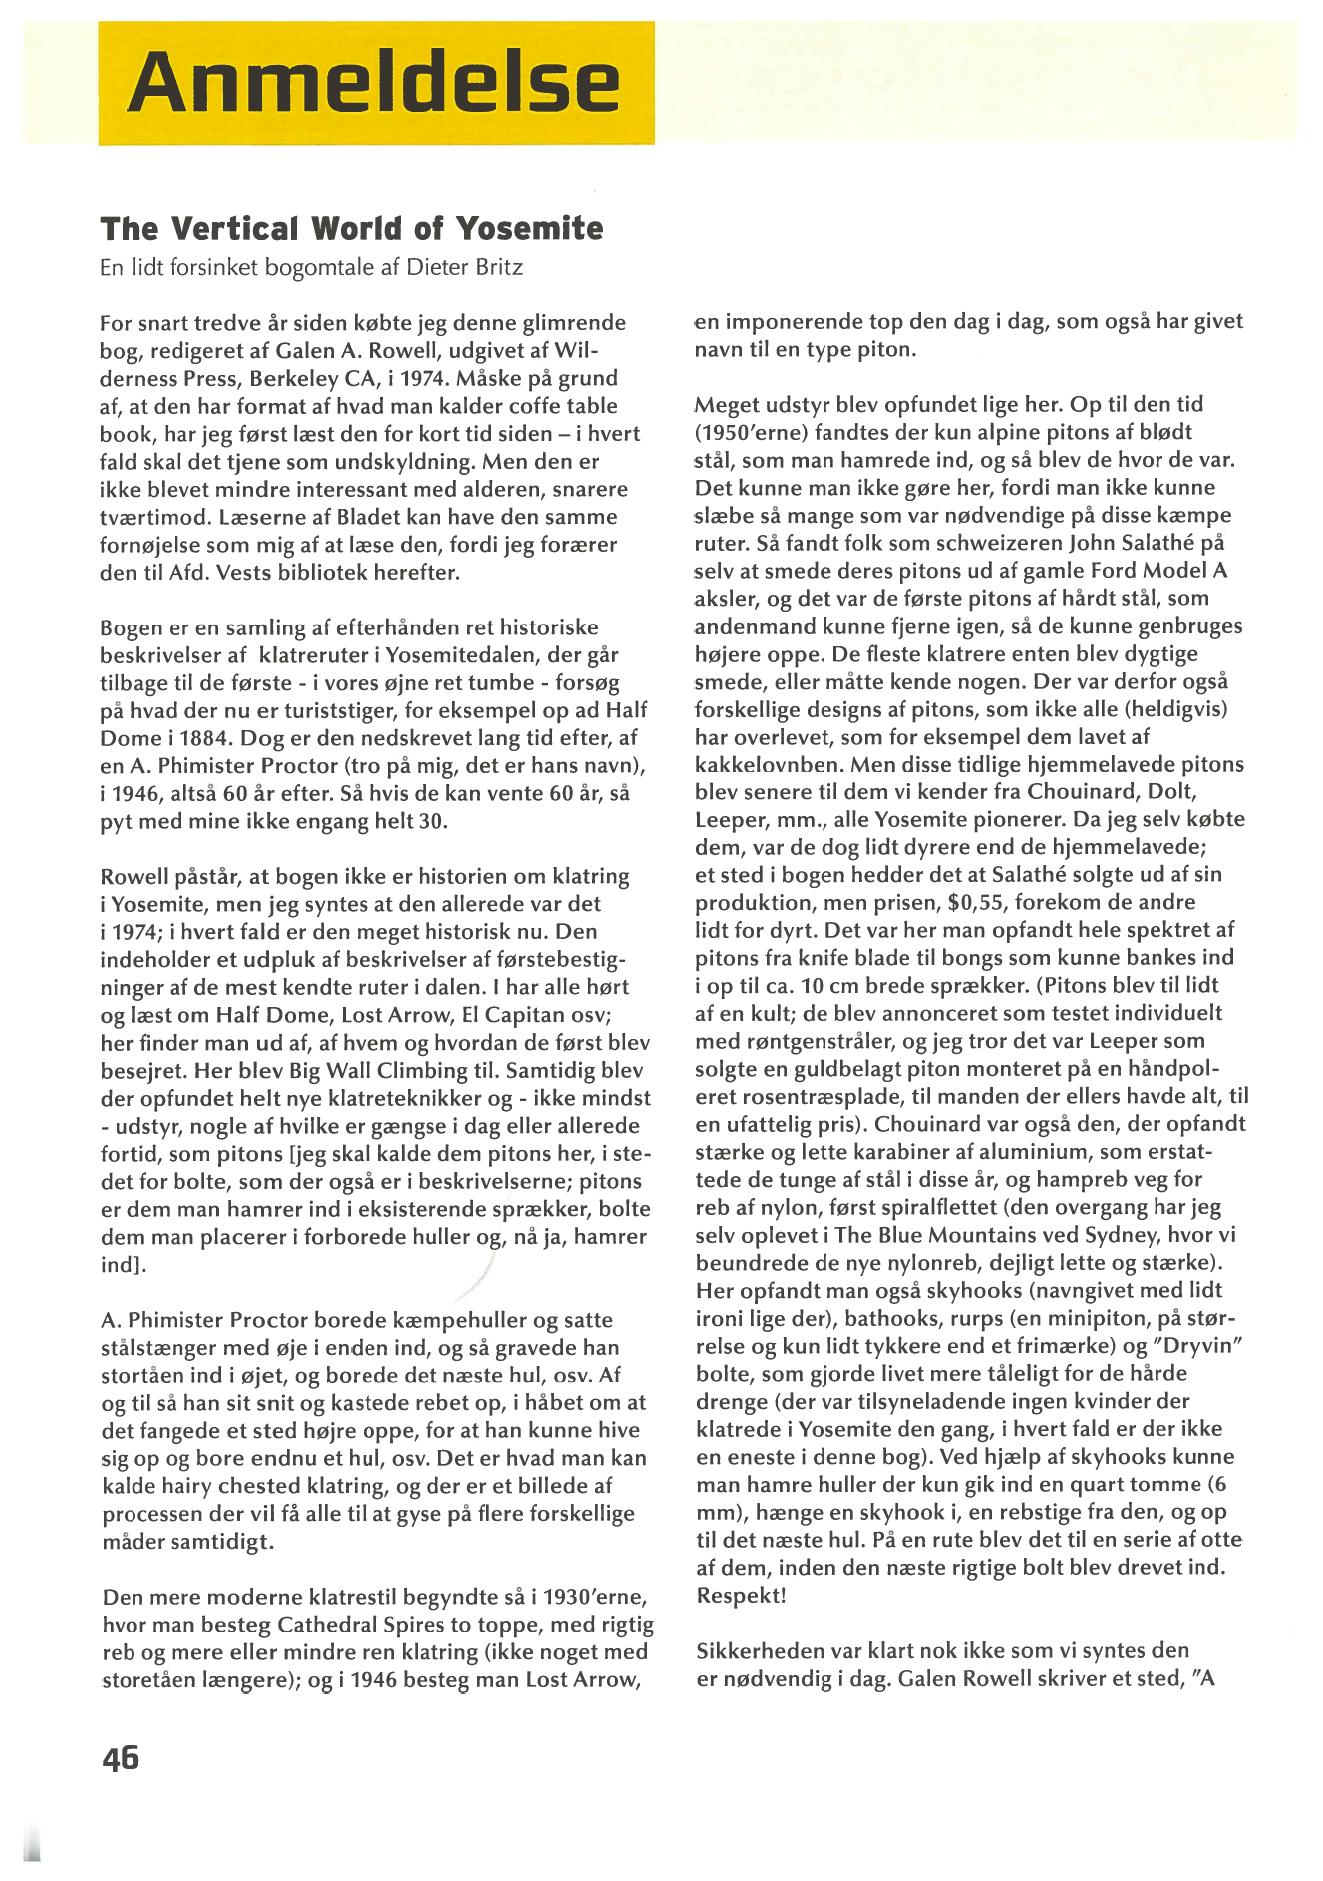 Anmeldelse
The Vertical World of Yosemite
En lidt forsinket bogomtale af Dieter Britz
For snart tredve år siden købte jeg denne glimrende
bog, redigeret af Galen A. Rowell, udgivet af Wil-
derness Press, Berkeley CA, i 1974. Måske på grund
af, at den har format af hvad man kalder coffe table
book, har jeg først læst den for kort tid siden – i hvert
fald skal det tjene som undskyldning. Men den er
ikke blevet mindre interessant med alderen, snarere
tværtimod. Læserne af Bladet kan have den samme
fornøjelse som mig af at læse den, fordi jeg forærer
den til Afd. Vests bibliotek herefter.
Bogen er en samling af efterhånden ret historiske
beskrivelser af klatreruter i Yosemitedalen, der går
tilbage til de første - i vores øjne ret tumbe - forsøg
på hvad der nu er turiststiger, for eksempel op ad Half
Dome i 1884. Dog er den nedskrevet lang tid efter, af
en A. Phimister Proctor (tro på mig, det er hans navn),
i 1946, altså 60 år efter. Så hvis de kan vente 60 år, så
pyt med mine ikke engang helt 30.
Rowell påstår, at bogen ikke er historien om klatring
i Yosemite, men jeg syntes at den allerede var det
i 1974; i hvert fald er den meget historisk nu. Den
indeholder et udpluk af beskrivelser af førstebestig-
ninger af de mest kendte ruter i dalen. I har alle hørt
og læst om Half Dome, Lost Arrow, El Capitan osv;
her finder man ud af, af hvem og hvordan de først blev
besejret. Her blev Big Wall Climbing til. Samtidig blev
der opfundet helt nye klatreteknikker og - ikke mindst
- udstyr, nogle af hvilke er gængse i dag eller allerede
fortid, som pitons [jeg skal kalde dem pitons her, i ste-
det for bolte, som der også er i beskrivelserne; pitons
er dem man hamrer ind i eksisterende sprækker, bolte
dem man placerer i forborede huller og, nå ja, hamrer
ind].
A. Phimister Proctor borede kæmpehuller og satte
stålstænger med øje i enden ind, og så gravede han
stortåen ind i øjet, og borede det næste hul, osv. Af
og til så han sit snit og kastede rebet op, i håbet om at
det fangede et sted højre oppe, for at han kunne hive
sig op og bore endnu et hul, osv. Det er hvad man kan
kalde hairy chested klatring, og der er et billede af
processen der vil få alle til at gyse på flere forskellige
måder samtidigt.
Den mere moderne klatrestil begyndte så i 1930'erne,
hvor man besteg Cathedral Spires to toppe, med rigtig
reb og mere eller mindre ren klatring (ikke noget med
storetåen længere); og i 1946 besteg man Lost Arrow,
en imponerende top den dag i dag, som også har givet
navn til en type piton.
Meget udstyr blev opfundet lige her. Op til den tid
(1950'erne) fandtes der kun alpine pitons af blødt
stål, som man hamrede ind, og så blev de hvor de var.
Det kunne man ikke gøre her, fordi man ikke kunne
slæbe så mange som var nødvendige på disse kæmpe
ruter. Så fandt folk som schweizeren John Salathé på
selv at smede deres pitons ud af gamle Ford Model A
aksler, og det var de første pitons af hårdt stål, som
andenmand kunne fjerne igen, så de kunne genbruges
højere oppe. De fleste klatrere enten blev dygtige
smede, eller måtte kende nogen. Der var derfor også
forskellige designs af pitons, som ikke alle (heldigvis)
har overlevet, som for eksempel dem lavet af
kakkelovnben. Men disse tidlige hjemmelavede pitons
blev senere til dem vi kender fra Chouinard, Dolt,
Leeper, mm., alle Yosemite pionerer. Da jeg selv købte
dem, var de dog lidt dyrere end de hjemmelavede;
et sted i bogen hedder det at Salathé solgte ud af sin
produktion, men prisen, $0,55, forekom de andre
lidt for dyrt. Det var her man opfandt hele spektret af
pitons fra knife blade til bongs som kunne bankes ind
i op til ca. 10 cm brede sprækker. (Pitons blev til lidt
af en kult; de blev annonceret som testet individuelt
med røntgenstråler, og jeg tror det var Leeper som
solgte en guldbelagt piton monteret på en håndpol-
eret rosentræsplade, til manden der ellers havde alt, til
en ufattelig pris). Chouinard var også den, der opfandt
stærke og lette karabiner af aluminium, som erstat-
tede de tunge af stål i disse år, og hampreb veg for
reb af nylon, først spiralflettet (den overgang har jeg
selv oplevet i The Blue Mountains ved Sydney, hvor vi
beundrede de nye nylonreb, dejligt lette og stærke).
Her opfandt man også skyhooks (navngivet med lidt
ironi lige der), bathooks, rurps (en minipiton, på stør-
relse og kun lidt tykkere end et frimærke) og "Dryvin"
bolte, som gjorde livet mere tåleligt for de hårde
drenge (der var tilsyneladende ingen kvinder der
klatrede i Yosemite den gang, i hvert fald er der ikke
en eneste i denne bog). Ved hjælp af skyhooks kunne
man hamre huller der kun gik ind en quart tomme (6
mm), hænge en skyhook i, en rebstige fra den, og op
til det næste hul. På en rute blev det til en serie af otte
af dem, inden den næste rigtige bolt blev drevet ind.
Respekt!
Sikkerheden var klart nok ikke som vi syntes den
er nødvendig i dag. Galen Rowell skriver et sted, "A
46